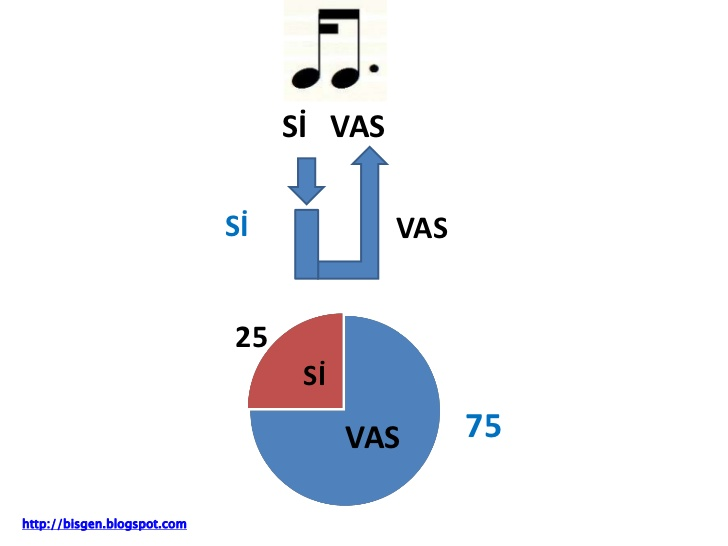 Sİ VAS
Sİ
VAS
25
Sİ
VAS
75
http://bisgen.blogspot.com